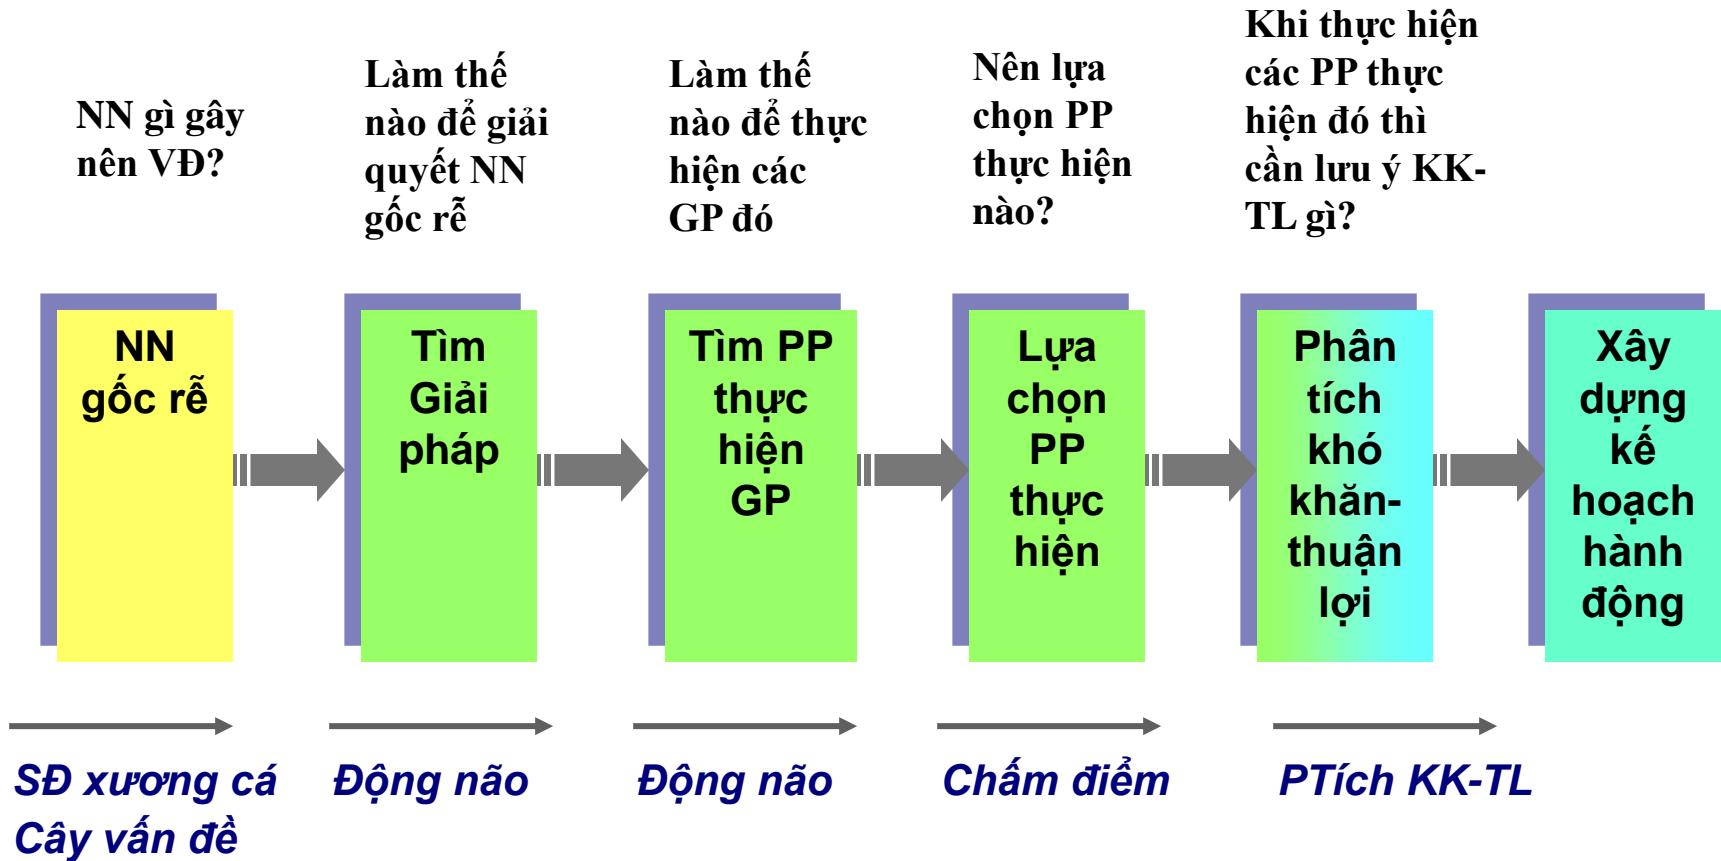 NN gì gây
nên VĐ?
Làm thế
nào để giải
quyết NN
gốc rễ
Làm thế
nào để thực
hiện các
GP đó
Nên lựa
chọn PP
thực hiện
nào?
Khi thực hiện
các PP thực
hiện đó thì
cần lưu ý KK-
TL gì?
NN
gốc rễ
Tìm
Giải
pháp
Tìm PP
thực
hiện
GP
Lựa
chọn
PP
thực
hiện
Phân
tích
khó
khăn-
thuận
lợi
Xây
dựng
kế
hoạch
hành
động
SĐ xương cá
Cây vấn đề
Động não
Động não
Chấm điểm
PTích KK-TL